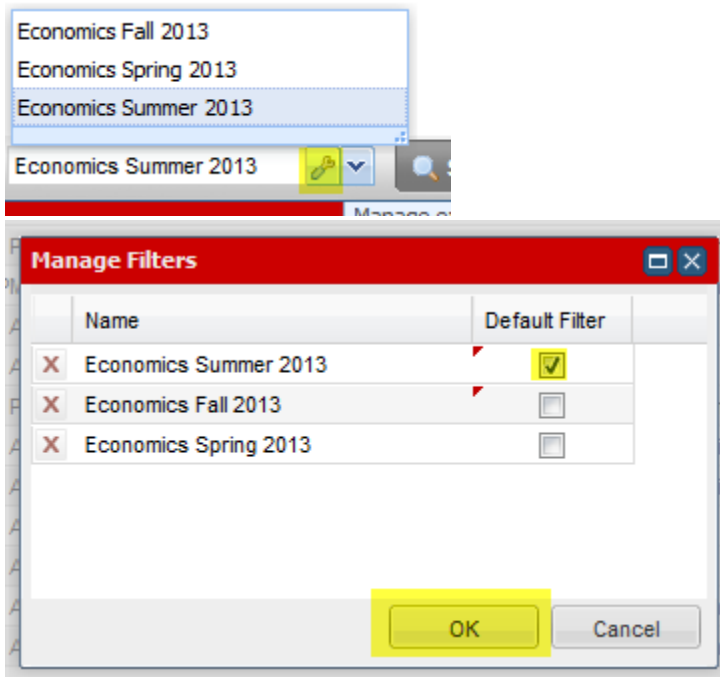 Economics Fall 2013
Economics Spring 2013
Economics Summer 2013
Economics Summer 2013
Manage Filters
Name Default Filter
X Economics Summer 2013
X Economics Fall 2013
X Economics Spring 2013
OK Cancel